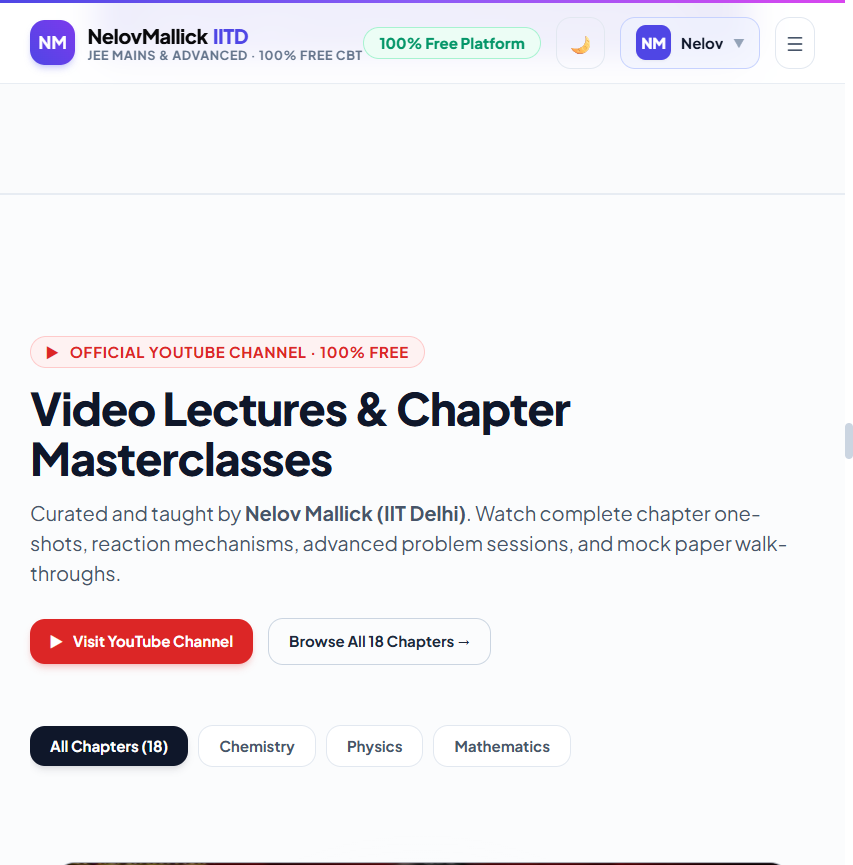 NM
NelovMallick IITD
JEE MAINS & ADVANCED · 100% FREE CBT
100% Free Platform
NM Nelov ▼
☰
▶ OFFICIAL YOUTUBE CHANNEL · 100% FREE
Video Lectures & Chapter
Masterclasses
Curated and taught by Nelov Mallick (IIT Delhi). Watch complete chapter one-
shots, reaction mechanisms, advanced problem sessions, and mock paper walk-
throughs.
▶ Visit YouTube Channel
Browse All 18 Chapters →
All Chapters (18)
Chemistry
Physics
Mathematics